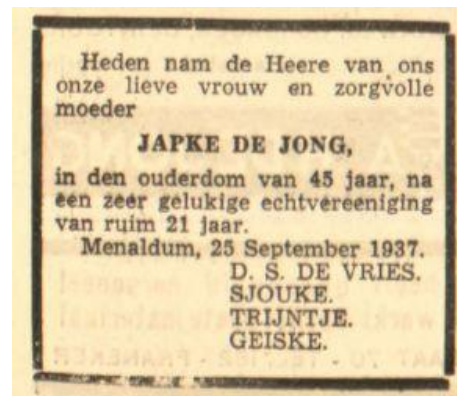 Heden nam de Heere van ons
onze lieve vrouw en zorgvolle
moeder
JAPKE DE JONG,
in den ouderdom van 45 jaar, na
een zeer gelukige echtvereeniging
van ruim 21 jaar.
Menaldum, 25 September 1937.
D. S. DE VRIES.
SJOUKE.
TRIJNTJE.
GEISKE.